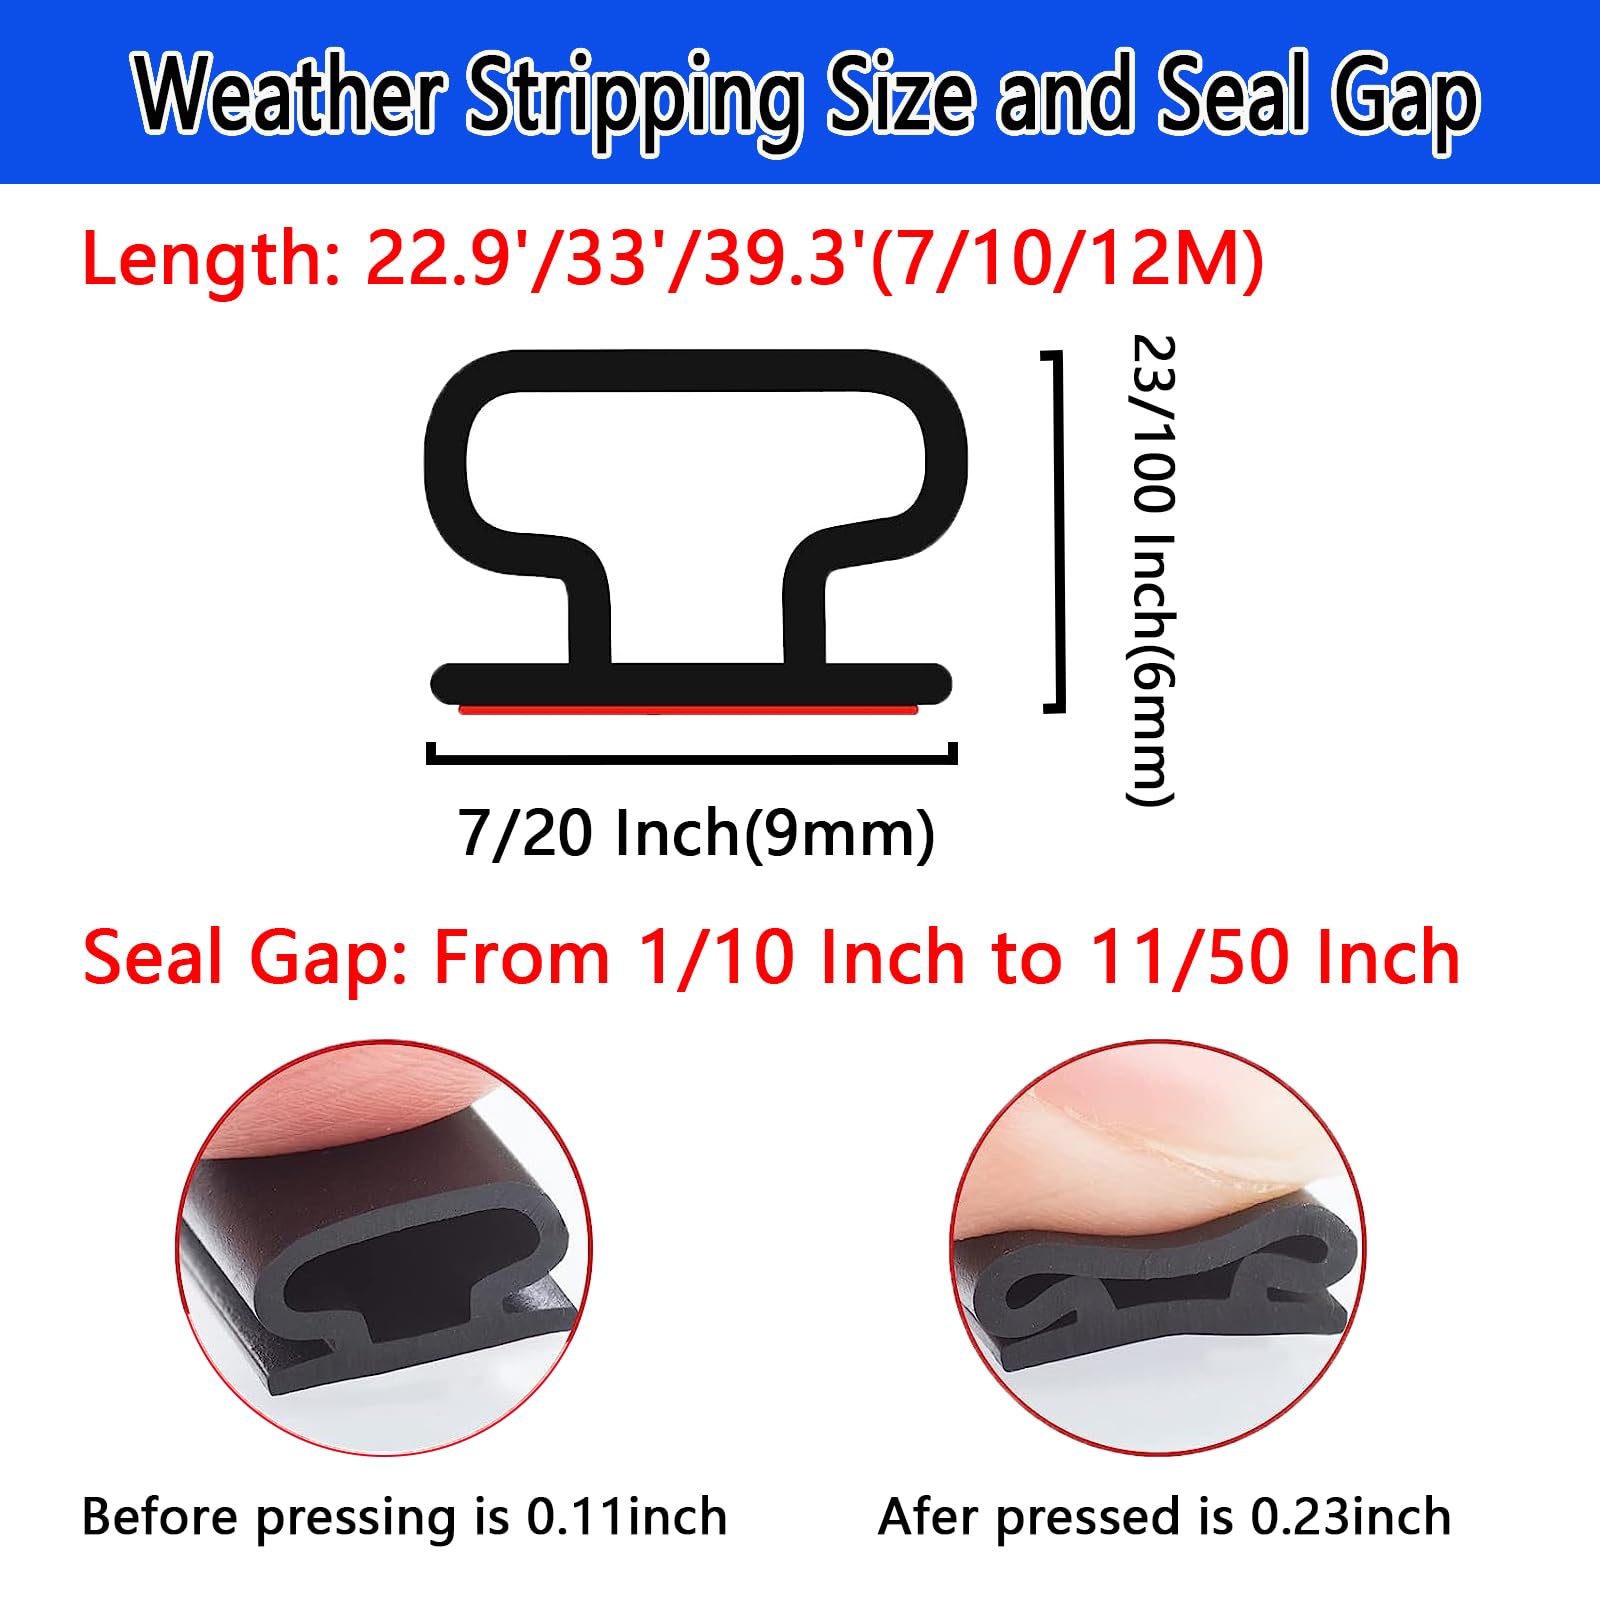 Weather Stripping Size and Seal Gap
Length: 22.9'/33'/39.3'(7/10/12M)
23/100 Inch(6mm)
7/20 Inch(9mm)
Seal Gap: From 1/10 Inch to 11/50 Inch
Before pressing is 0.11inch
Afer pressed is 0.23inch